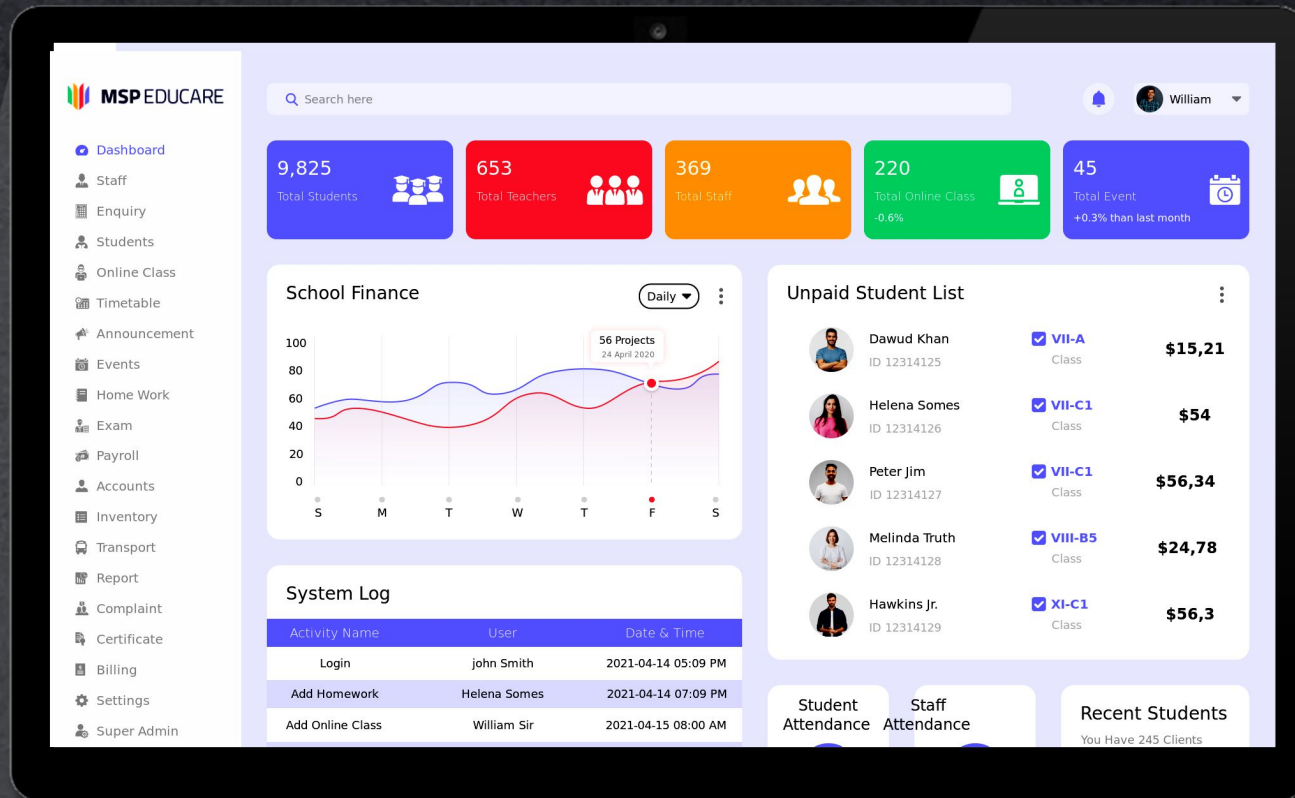 MSP EDUCARE
Dashboard
Staff
Enquiry
Students
Online Class
Timetable
Announcement
Events
Home Work
Exam
Payroll
Accounts
Inventory
Transport
Report
Complaint
Certificate
Billing
Settings
Super Admin
Search here
William
9,825
Total Students
653
Total Teachers
369
Total Staff
220
Total Online Class
-0.6%
45
Total Event
+0.3% than last month
School Finance
Daily
56 Projects
24 April 2020
100
80
60
40
20
0
S M T W T F S
System Log
Activity Name User Date & Time
Login john Smith 2021-04-14 05:09 PM
Add Homework Helena Somes 2021-04-14 07:09 PM
Add Online Class William Sir 2021-04-15 08:00 AM
Unpaid Student List
Dawud Khan VII-A $15,21
ID 12314125 Class
Helena Somes VII-C1 $54
ID 12314126 Class
Peter Jim VII-C1 $56,34
ID 12314127 Class
Melinda Truth VIII-B5 $24,78
ID 12314128 Class
Hawkins Jr. XI-C1 $56,3
ID 12314129 Class
Student
Attendance
Staff
Attendance
Recent Students
You Have 245 Clients